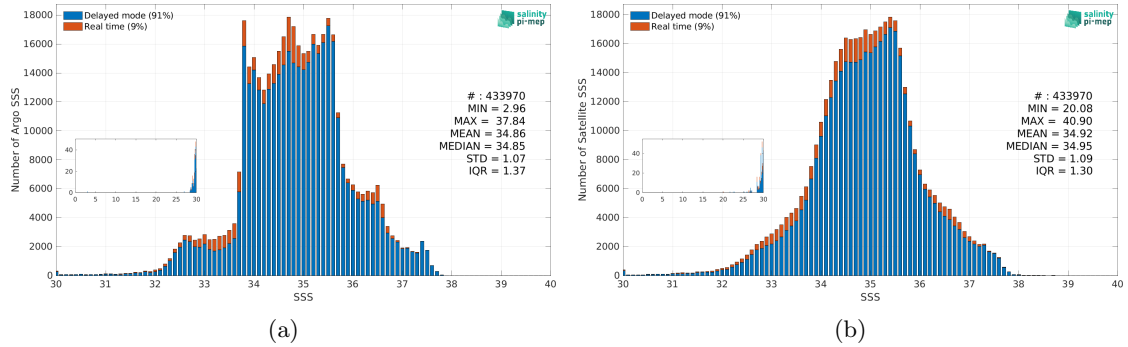 Delayed mode (91%)
Real time (9%)
salinity
pi-mep
18000
16000
14000
12000
10000
8000
6000
4000
2000
0
Number of Argo SSS
# : 433970
MIN = 2.96
MAX = 37.84
MEAN = 34.86
MEDIAN = 34.85
STD = 1.07
IQR = 1.37
40
20
0
0 5 10 15 20 25 30
30 31 32 33 34 35 36 37 38 39 40
SSS
(a)
Delayed mode (91%)
Real time (9%)
salinity
pi-mep
18000
16000
14000
12000
10000
8000
6000
4000
2000
0
Number of Satellite SSS
# : 433970
MIN = 20.08
MAX = 40.90
MEAN = 34.92
MEDIAN = 34.95
STD = 1.09
IQR = 1.30
40
20
0
0 5 10 15 20 25 30
30 31 32 33 34 35 36 37 38 39 40
SSS
(b)